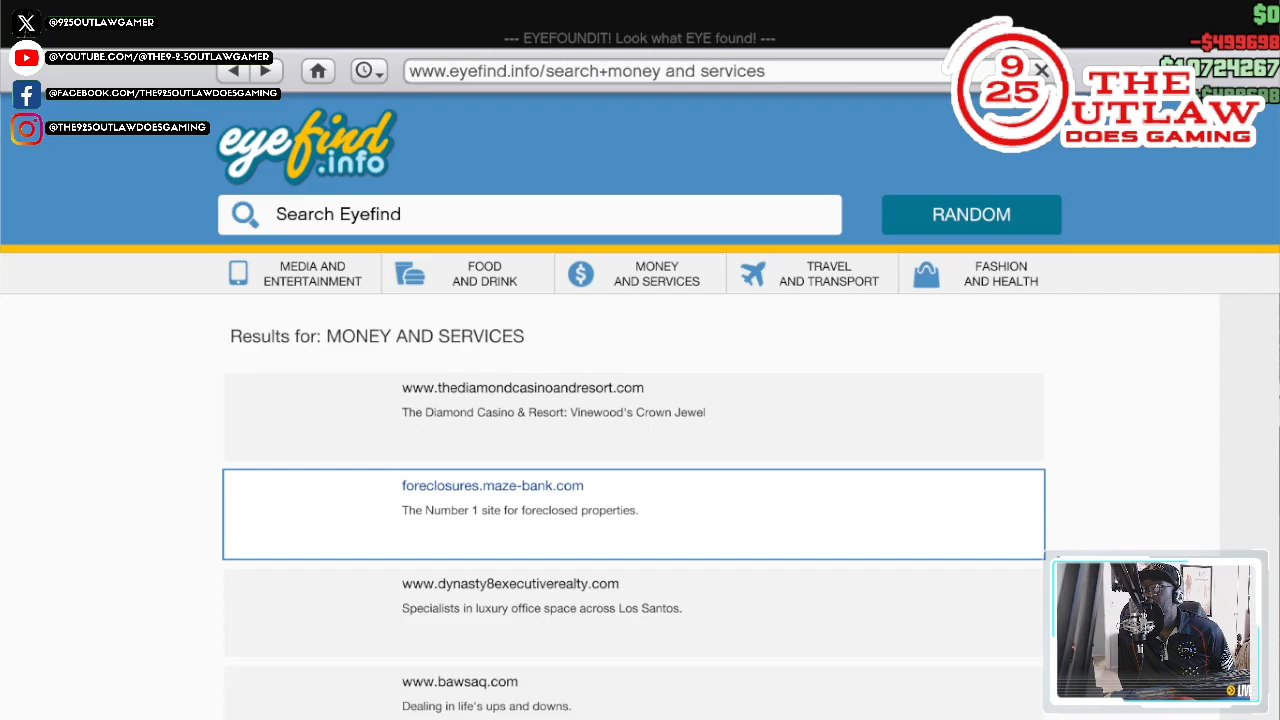 @925OUTLAWGAMER
@YOUTUBE.COM/@THE9-2-5OUTLAWGAMER
@FACEBOOK.COM/THE925OUTLAWDOESGAMING
@THE925OUTLAWDOESGAMING
--- EYEFOUNDIT! Look what EYE found! ---
$0
-$499698
www.eyefind.info/search+money and services
9
25
THE
OUTLAW
DOES GAMING
eyefind
.info
Search Eyefind
RANDOM
MEDIA AND
ENTERTAINMENT
FOOD
AND DRINK
MONEY
AND SERVICES
TRAVEL
AND TRANSPORT
FASHION
AND HEALTH
Results for: MONEY AND SERVICES
www.thediamondcasinoandresort.com
The Diamond Casino & Resort: Vinewood's Crown Jewel
foreclosures.maze-bank.com
The Number 1 site for foreclosed properties.
www.dynasty8executiverealty.com
Specialists in luxury office space across Los Santos.
www.bawsaq.com
Dealing in the ups and downs.